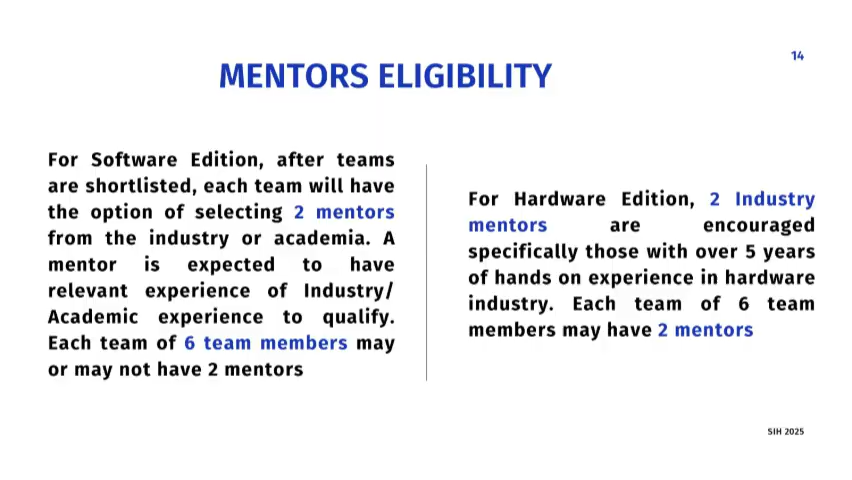 14
MENTORS ELIGIBILITY
For Software Edition, after teams
are shortlisted, each team will have
the option of selecting 2 mentors
from the industry or academia. A
mentor is expected to have
relevant experience of Industry/
Academic experience to qualify.
Each team of 6 team members may
or may not have 2 mentors
For Hardware Edition, 2 Industry
mentors are encouraged
specifically those with over 5 years
of hands on experience in hardware
industry. Each team of 6 team
members may have 2 mentors
SIH 2025